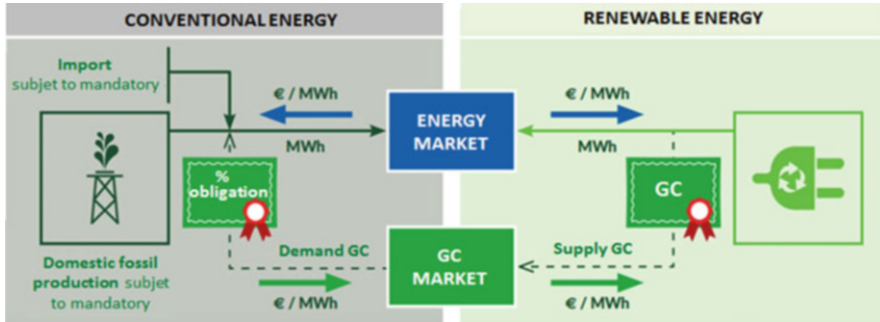 CONVENTIONAL ENERGY
RENEWABLE ENERGY
Import
subjet to mandatory
€ / MWh
€ / MWh
ENERGY
MARKET
MWh
MWh
%
obligation
GC
Domestic fossil
production subjet
to mandatory
Demand GC
GC
MARKET
Supply GC
€ / MWh
€ / MWh